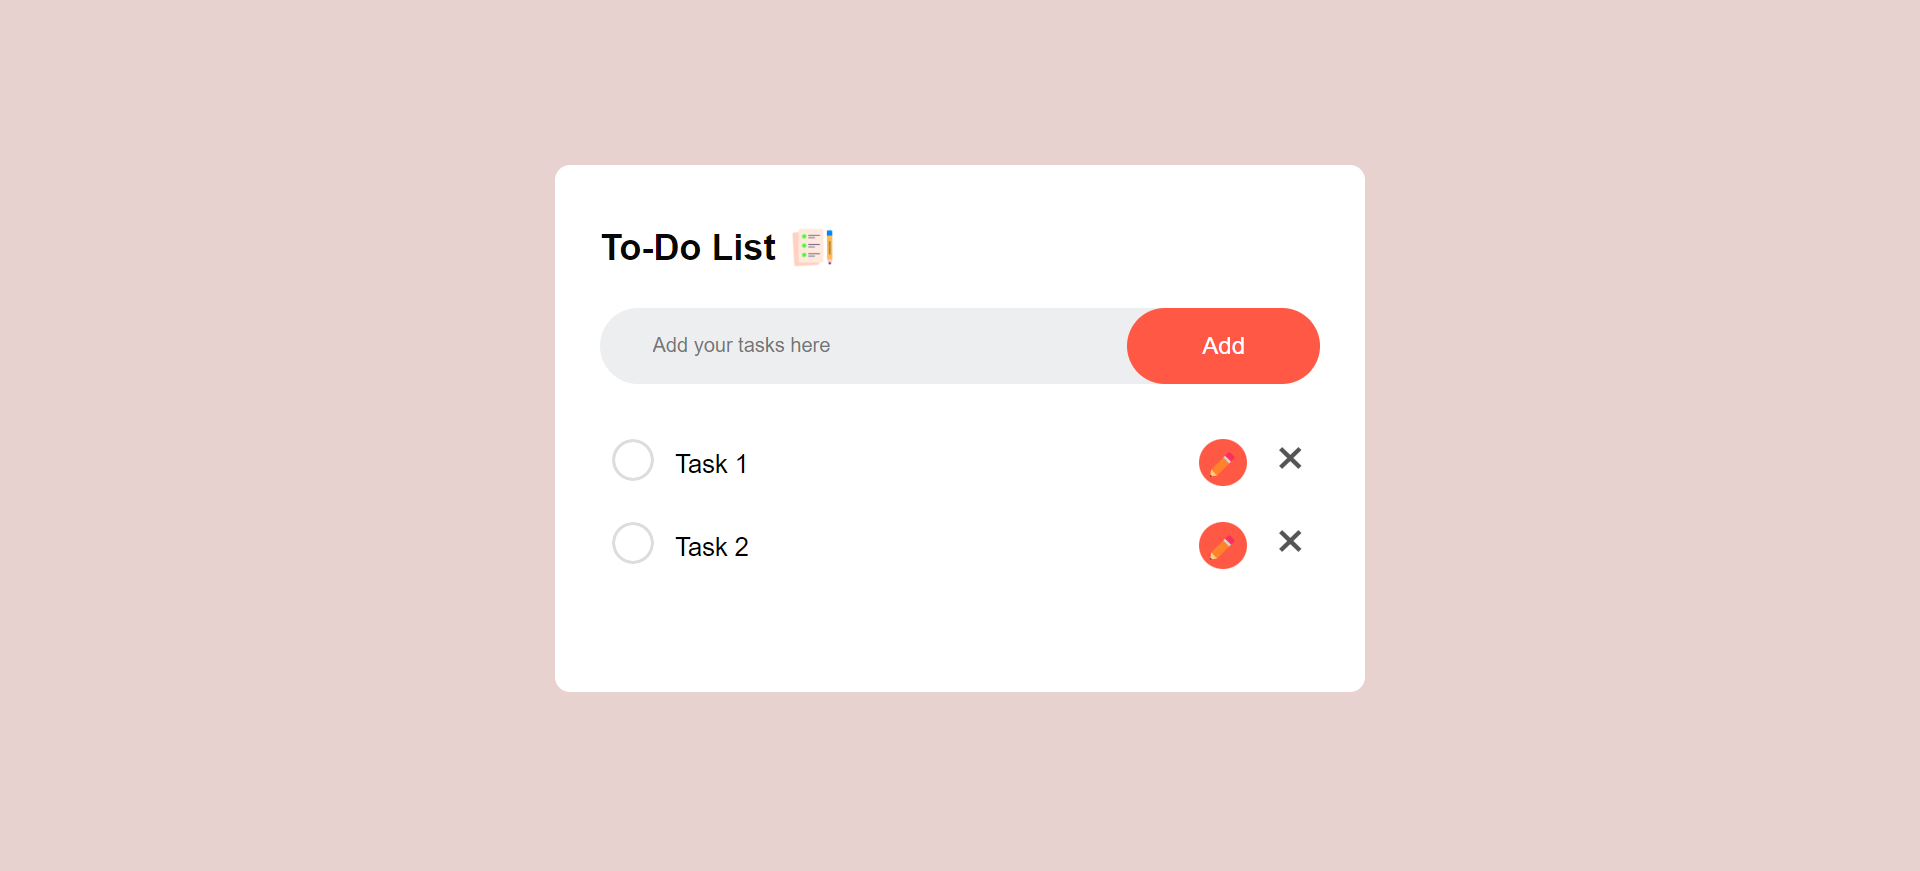 To-Do List
Add your tasks here
Add
Task 1
Task 2